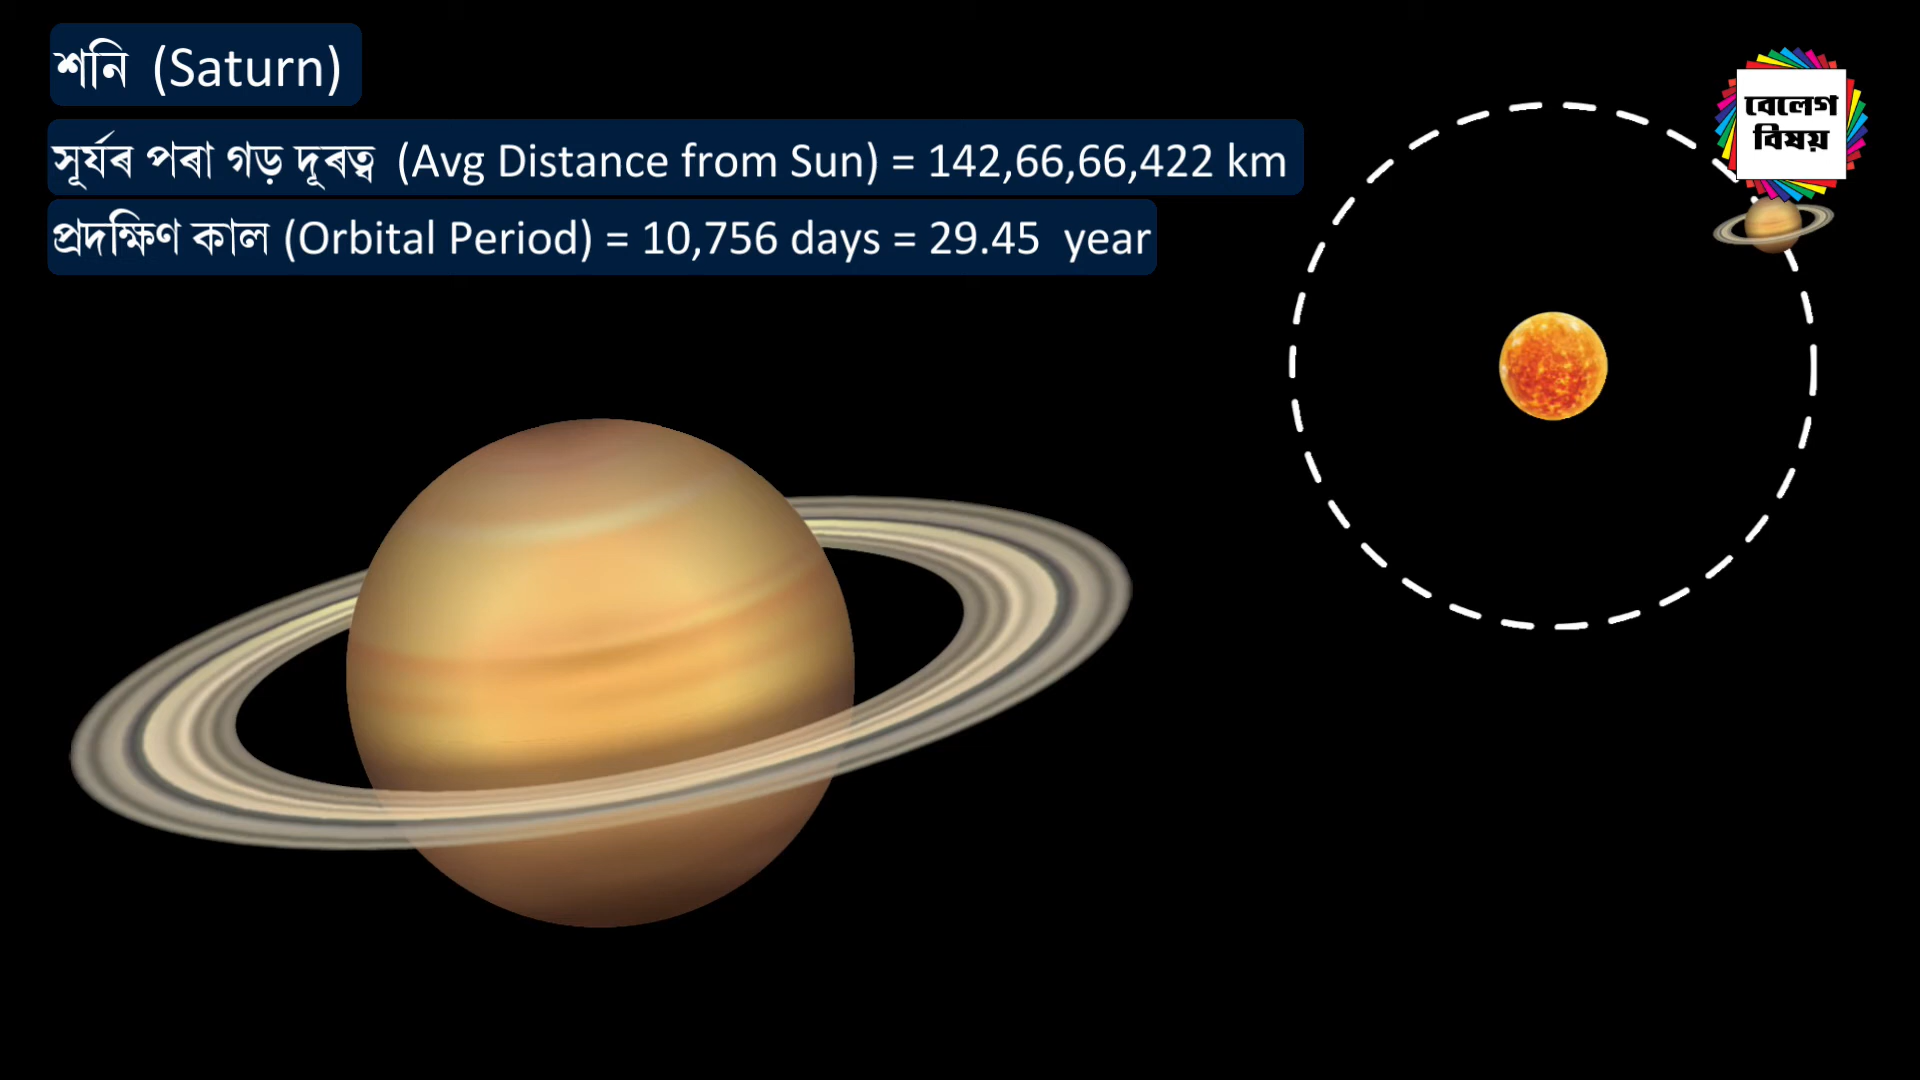 শনি (Saturn)
সূৰ্যৰ পৰা গড় দূৰত্ব (Avg Distance from Sun) = 142,66,66,422 km
প্ৰদক্ষিণ কাল (Orbital Period) = 10,756 days = 29.45 year
বেলেগ
বিষয়